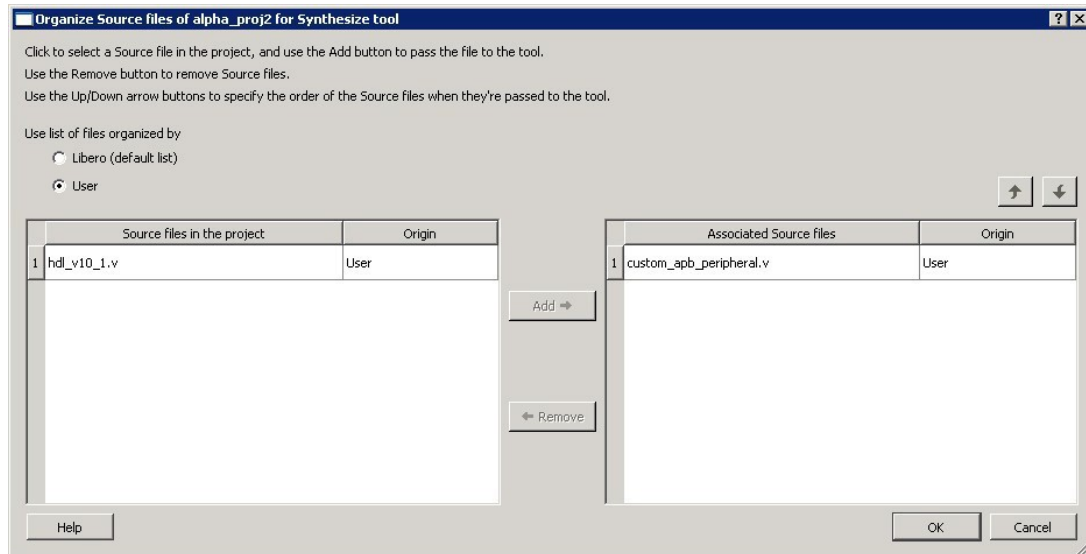 Organize Source files of alpha_proj2 for Synthesize tool
Click to select a Source file in the project, and use the Add button to pass the file to the tool.
Use the Remove button to remove Source files.
Use the Up/Down arrow buttons to specify the order of the Source files when they're passed to the tool.
Use list of files organized by
Libero (default list)
User
Source files in the project Origin
1 hdl_v10_1.v User
Add
Remove
Associated Source files Origin
1 custom_apb_peripheral.v User
Help OK Cancel